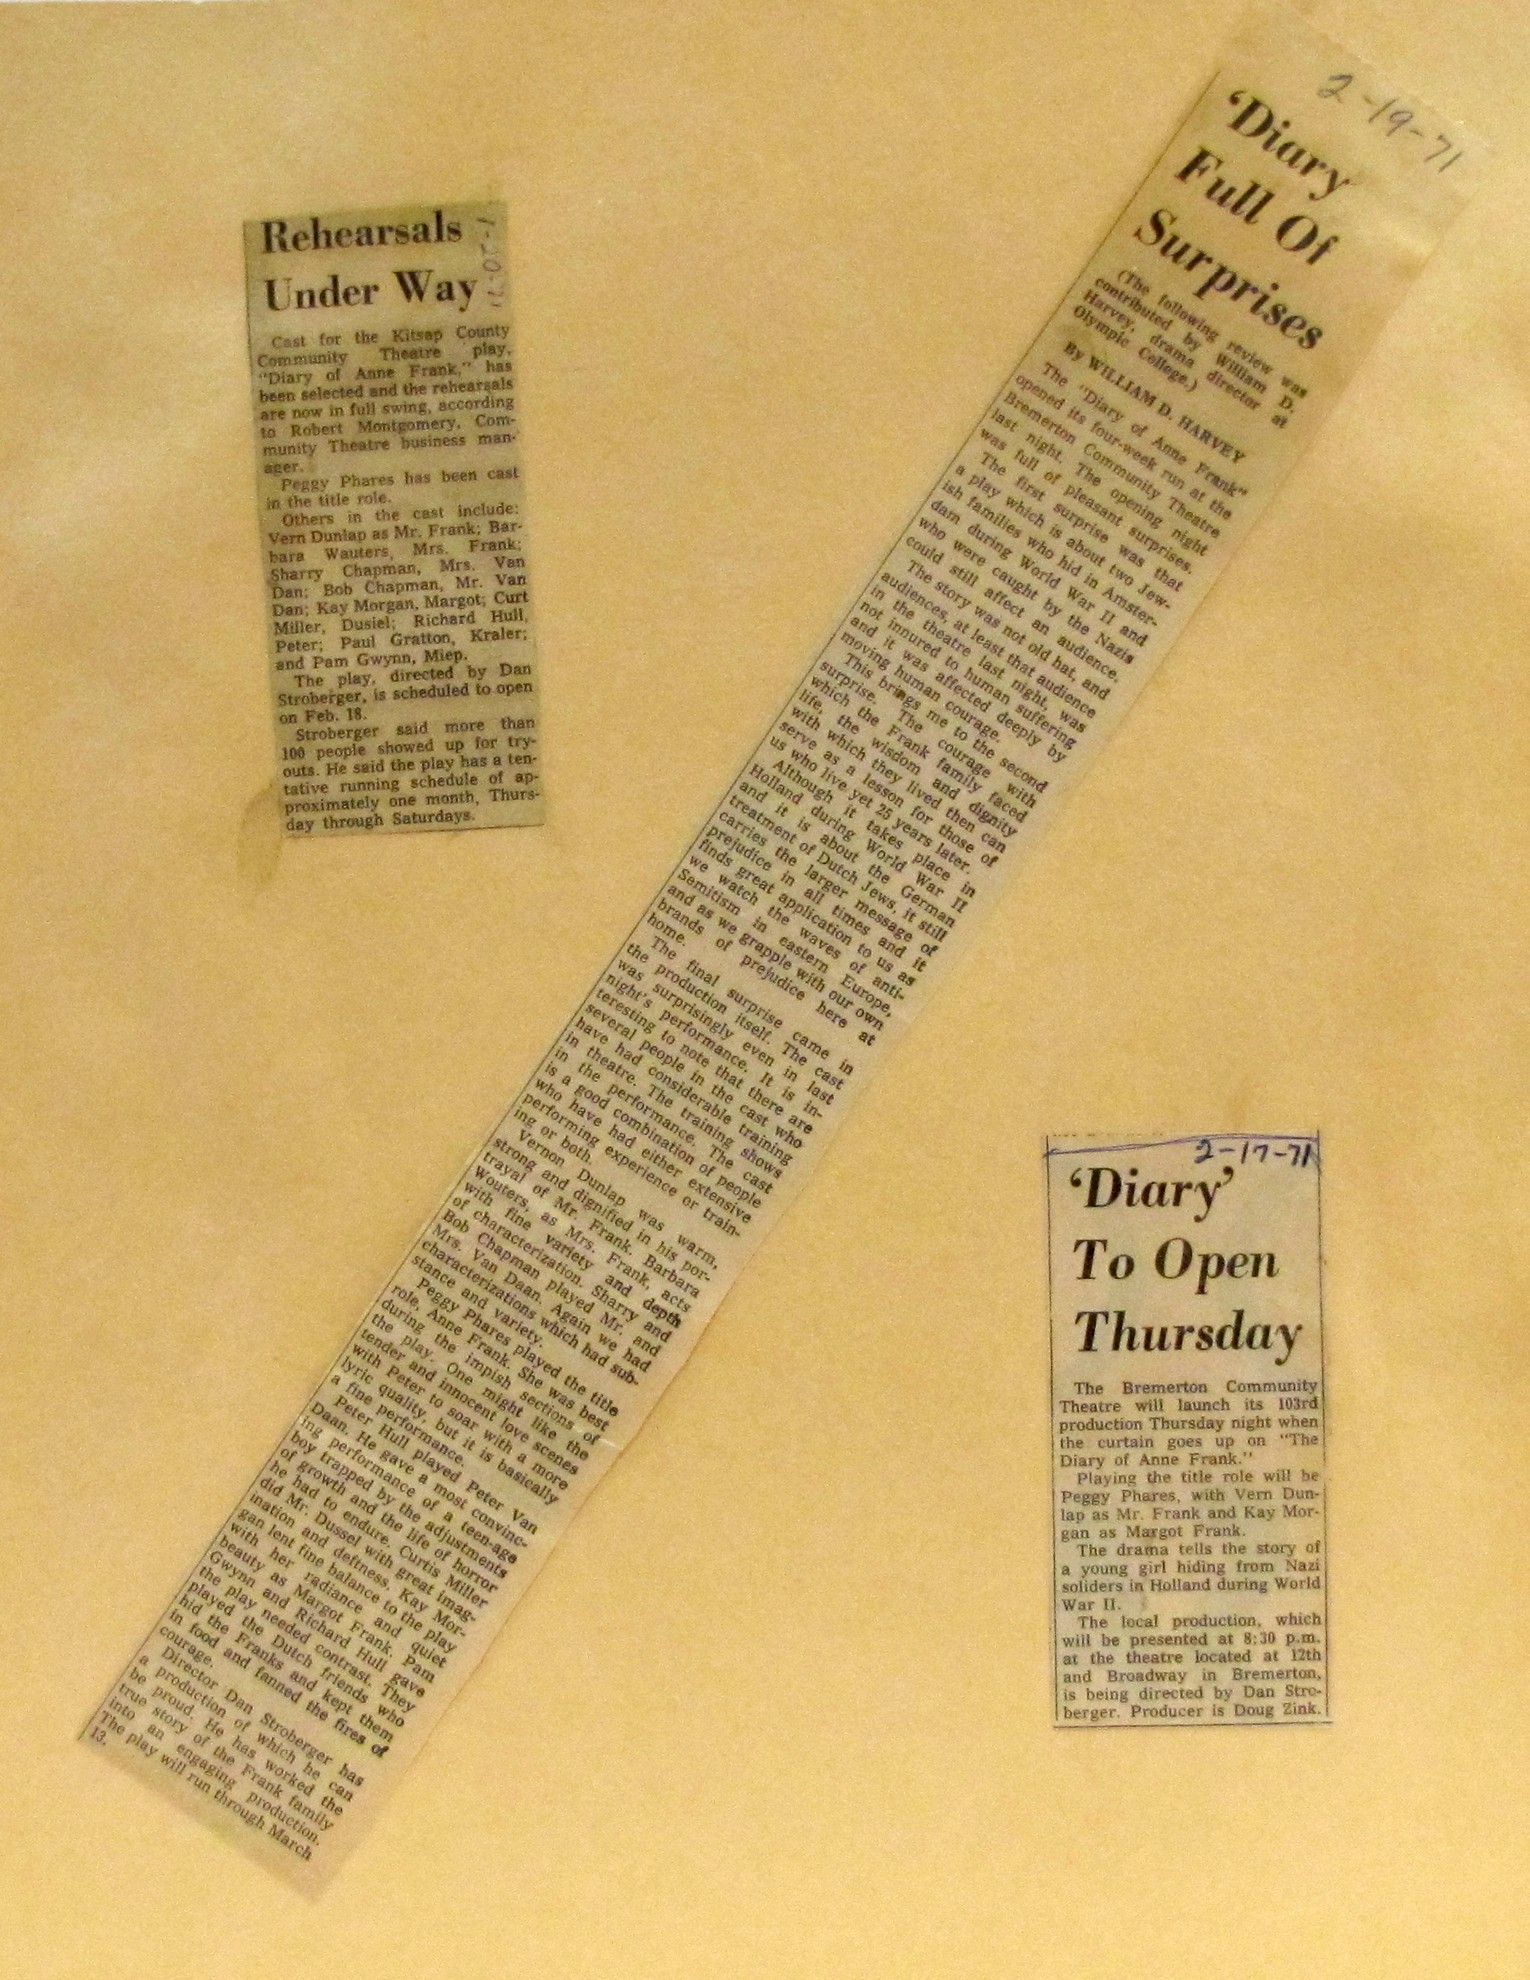 Rehearsals
Under Way
1-20-71
Cast for the Kitsap County
Community Theatre play,
"Diary of Anne Frank," has
been selected and the rehearsals
are now in full swing, according
to Robert Montgomery, Com-
munity Theatre business man-
ager.
Peggy Phares has been cast
in the title role.
Others in the cast include:
Vern Dunlap as Mr. Frank; Bar-
bara Wauters, Mrs. Frank;
Sharry Chapman, Mrs. Van
Dan; Bob Chapman, Mr. Van
Dan; Kay Morgan, Margot; Curt
Miller, Dusiel; Richard Hull,
Peter; Paul Gratton, Kraler;
and Pam Gwynn, Miep.
The play, directed by Dan
Stroberger, is scheduled to open
on Feb. 18.
Stroberger said more than
100 people showed up for try-
outs. He said the play has a ten-
tative running schedule of ap-
proximately one month, Thurs-
day through Saturdays.
2-19-71
'Diary
Full Of
Surprises
(The following review was
contributed by William D.
Harvey, drama director at
Olympic College.)
By WILLIAM D. HARVEY
The "Diary of Anne Frank"
opened its four-week run at the
Bremerton Community Theatre
last night. The opening night
was full of pleasant surprises.
The first surprise was that
a play which is about two Jew-
ish families who hid in Amster-
dam during World War II and
who were caught by the Nazis
could still affect an audience.
The story was not old hat, and
audiences, at least that audience
in the theatre last night, was
not innured to human suffering
and it was affected deeply by
moving human courage.
This brings me to the second
surprise. The courage with
which the Frank family faced
life, the wisdom and dignity
with which they lived then can
serve as a lesson for those of
us who live yet 25 years later.
Although it takes place in
Holland during World War II
and it is about the German
treatment of Dutch Jews, it still
carries the larger message of
prejudice in all times and it
finds great application to us as
we watch the waves of anti-
Semitism in eastern Europe,
and as we grapple with our own
brands of prejudice here at
home.
The final surprise came in
the production itself. The cast
was surprisingly even in last
night's performance. It is in-
teresting to note that there are
several people in the cast who
have had considerable training
in theatre. The training shows
in the performance. The cast
is a good combination of people
who have had either extensive
performing experience or train-
ing or both.
Vernon Dunlap was warm,
strong and dignified in his por-
trayal of Mr. Frank. Barbara
Wouters, as Mrs. Frank, acts
with fine variety and depth
of characterization. Sharry and
Bob Chapman played Mr. and
Mrs. Van Daan. Again we had
characterizations which had sub-
stance and variety.
Peggy Phares played the title
role, Anne Frank. She was best
during the impish sections of
the play. One might like the
tender and innocent love scenes
with Peter to soar with a more
lyric quality, but it is basically
a fine performance.
Peter Hull played Peter Van
Daan. He gave a most convinc-
ing performance of a teen-age
boy trapped by the adjustments
of growth and the life of horror
he had to endure. Curtis Miller
did Mr. Dussel with great imag-
ination and deftness. Kay Mor-
gan lent fine balance to the play
with her radiance and quiet
beauty as Margot Frank. Pam
Gwynn and Richard Hull gave
the play needed contrast. They
played the Dutch friends who
hid the Franks and kept them
in food and fanned the fires of
courage.
Director Dan Stroberger has
a production of which he can
be proud. He has worked the
true story of the Frank family
into an engaging production.
The play will run through March
13.
2-17-71
'Diary'
To Open
Thursday
The Bremerton Community
Theatre will launch its 103rd
production Thursday night when
the curtain goes up on "The
Diary of Anne Frank."
Playing the title role will be
Peggy Phares, with Vern Dun-
lap as Mr. Frank and Kay Mor-
gan as Margot Frank.
The drama tells the story of
a young girl hiding from Nazi
soliders in Holland during World
War II.
The local production, which
will be presented at 8:30 p.m.
at the theatre located at 12th
and Broadway in Bremerton,
is being directed by Dan Stro-
berger. Producer is Doug Zink.